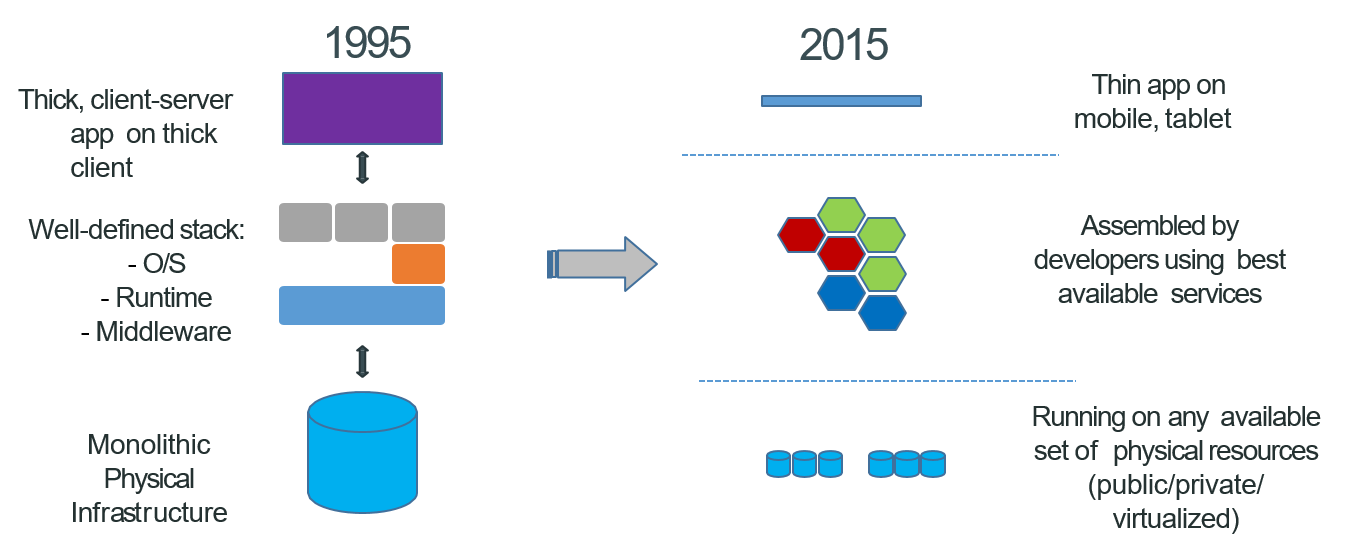 1995
Thick, client-server
app on thick
client
Well-defined stack:
- O/S
- Runtime
- Middleware
Monolithic
Physical
Infrastructure
2015
Thin app on
mobile, tablet
Assembled by
developers using best
available services
Running on any available
set of physical resources
(public/private/
virtualized)